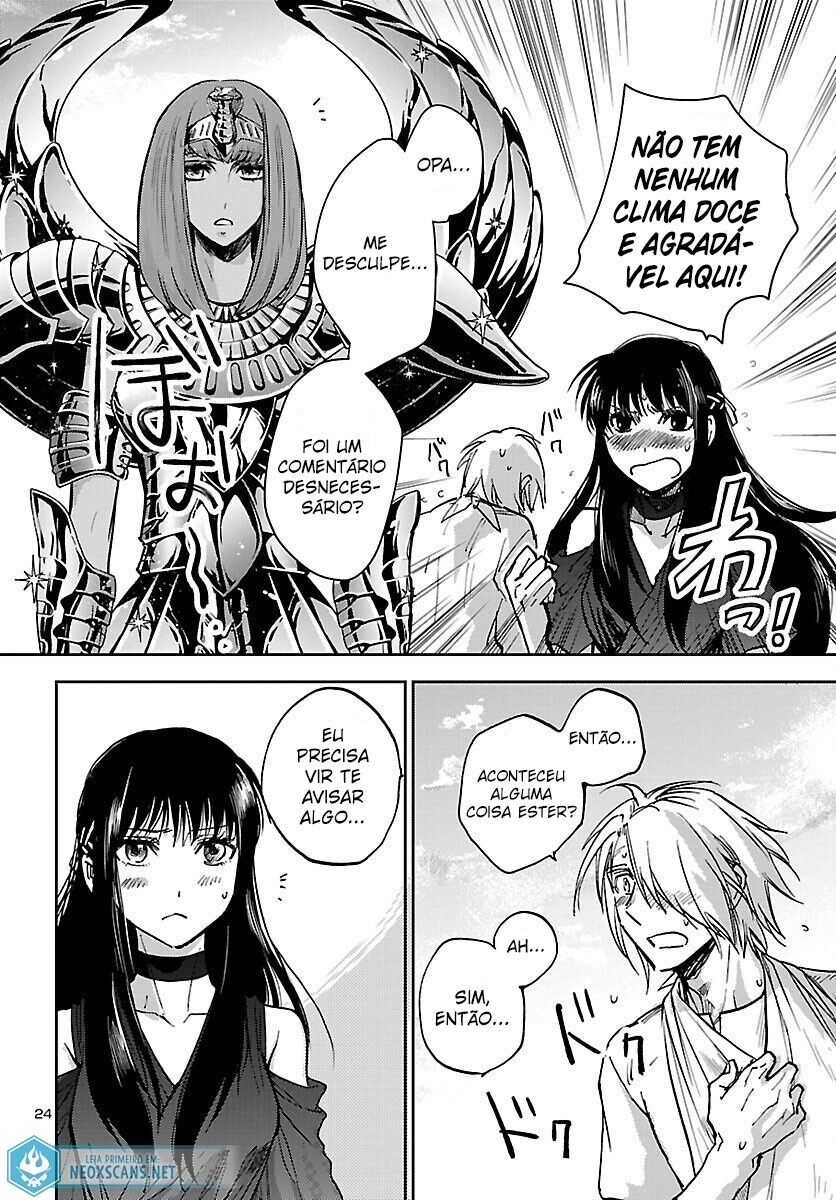 NÃO TEM
NENHUM
CLIMA DOCE
E AGRADÁ-
VEL AQUI!
わっ!
OPA...
ME
DESCULPE...
FOI UM
COMENTÁRIO
DESNECES-
SÁRIO?
ドク
ドク
ENTÃO...
ACONTECEU
ALGUMA
COISA ESTER?
AH...
SIM,
ENTÃO...
ドク
ドク
EU
PRECISA
VIR TE
AVISAR
ALGO...
24
LEIA PRIMEIRO EM:
NEOXSCANS.NET